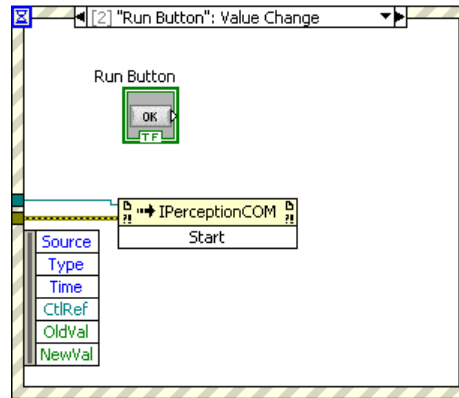 [2] "Run Button": Value Change
Run Button
OK
TF
IPerceptionCOM
Start
Source
Type
Time
CtlRef
OldVal
NewVal